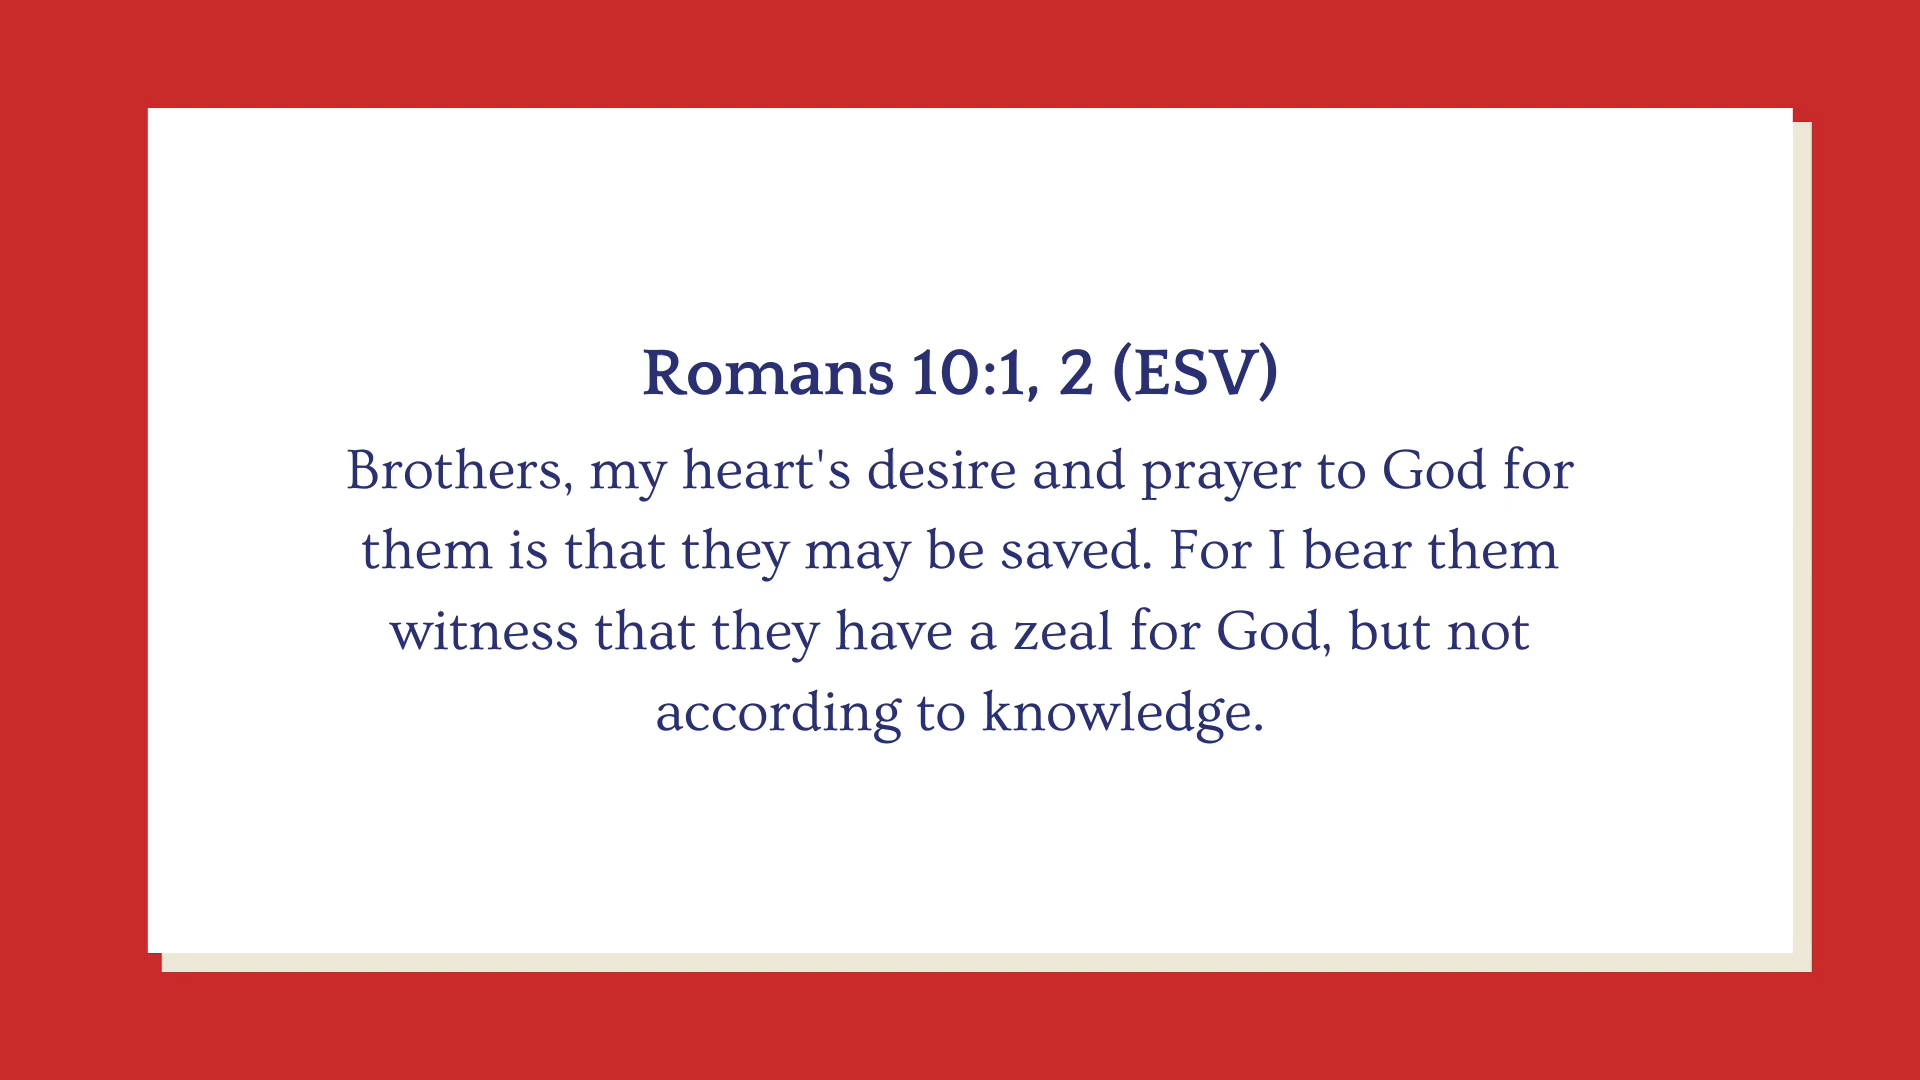 Romans 10:1, 2 (ESV)
Brothers, my heart's desire and prayer to God for
them is that they may be saved. For I bear them
witness that they have a zeal for God, but not
according to knowledge.